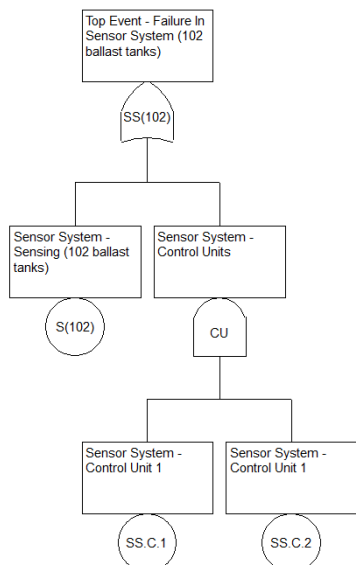 Top Event - Failure In
Sensor System (102
ballast tanks)
SS(102)
Sensor System -
Sensing (102 ballast
tanks)
Sensor System -
Control Units
S(102)
CU
Sensor System -
Control Unit 1
Sensor System -
Control Unit 1
SS.C.1
SS.C.2